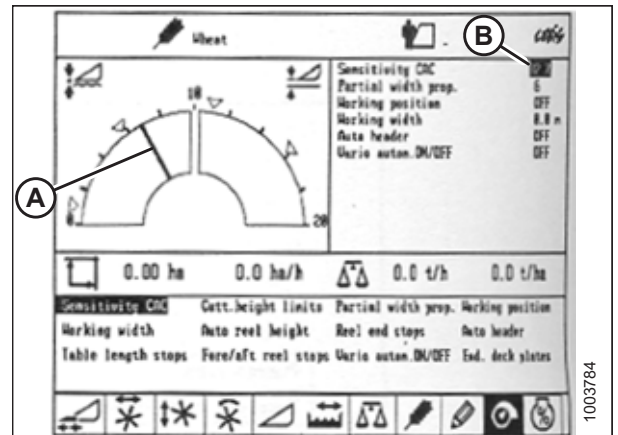 Wheat
B
Sensitivity CAC
Partial width prop. 6
Working position OFF
Working width 0.0 m
Auto header OFF
Vario autom.ON/OFF OFF
10
A
0
20
0.00 ha 0.0 ha/h 0.0 t/h 0.0 t/ha
Sensitivity CAC Cutt.height limits Partial width prop. Working position
Working width Auto reel height Reel end stops Auto header
Table length stops Fore/aft reel stops Vario autom.ON/OFF End. deck plates
1003784